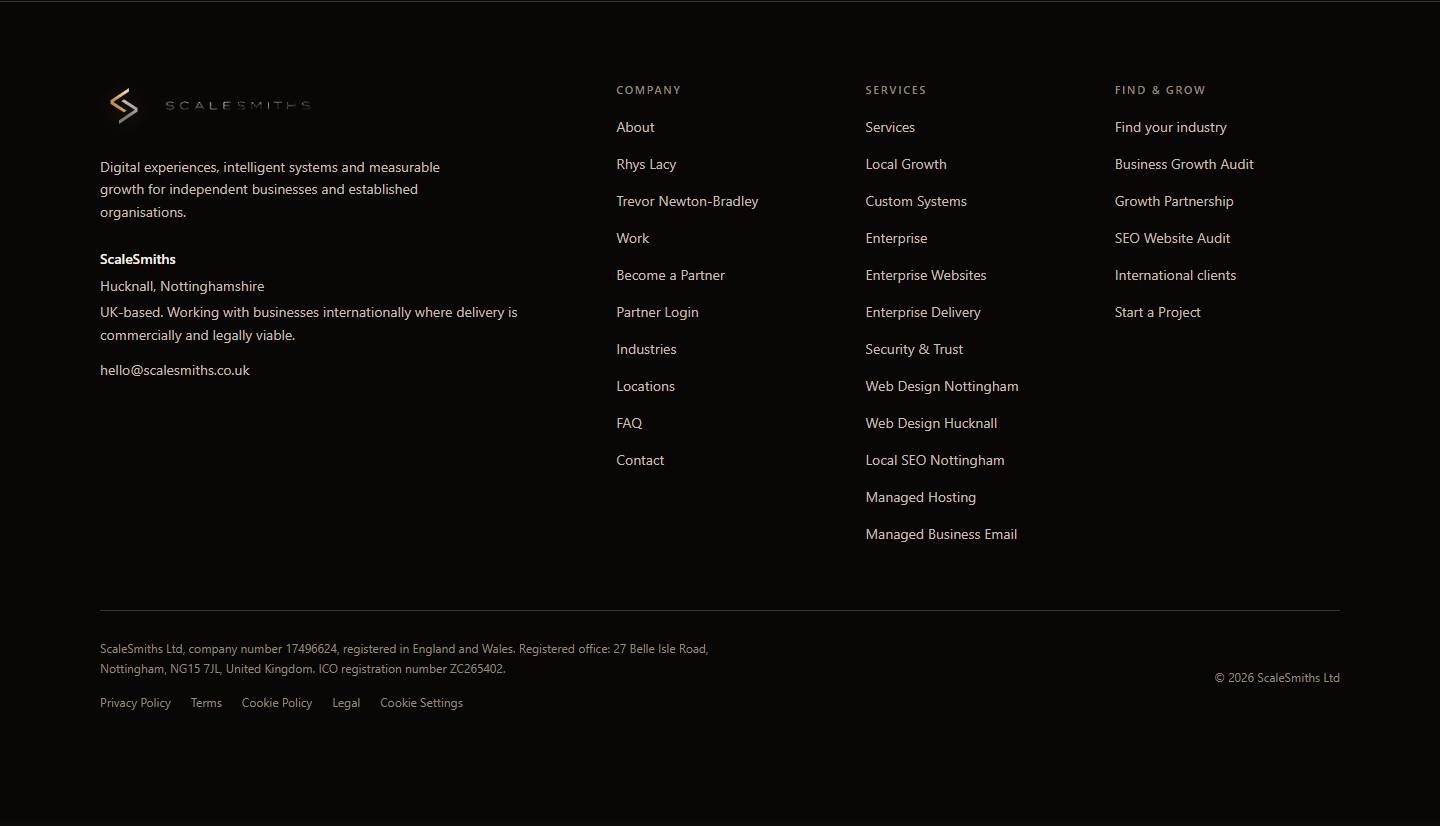 SCALESMITHS
Digital experiences, intelligent systems and measurable
growth for independent businesses and established
organisations.
ScaleSmiths
Hucknall, Nottinghamshire
UK-based. Working with businesses internationally where delivery is
commercially and legally viable.
hello@scalesmiths.co.uk
COMPANY
About
Rhys Lacy
Trevor Newton-Bradley
Work
Become a Partner
Partner Login
Industries
Locations
FAQ
Contact
SERVICES
Services
Local Growth
Custom Systems
Enterprise
Enterprise Websites
Enterprise Delivery
Security & Trust
Web Design Nottingham
Web Design Hucknall
Local SEO Nottingham
Managed Hosting
Managed Business Email
FIND & GROW
Find your industry
Business Growth Audit
Growth Partnership
SEO Website Audit
International clients
Start a Project
ScaleSmiths Ltd, company number 17496624, registered in England and Wales. Registered office: 27 Belle Isle Road,
Nottingham, NG15 7JL, United Kingdom. ICO registration number ZC265402.
Privacy Policy Terms Cookie Policy Legal Cookie Settings
© 2026 ScaleSmiths Ltd